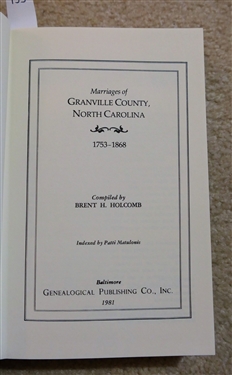 Marriages of
GRANVILLE COUNTY,
NORTH CAROLINA
1753–1868
Compiled by
BRENT H. HOLCOMB
Indexed by Patti Matulonis
Baltimore
GENEALOGICAL PUBLISHING CO., INC.
1981